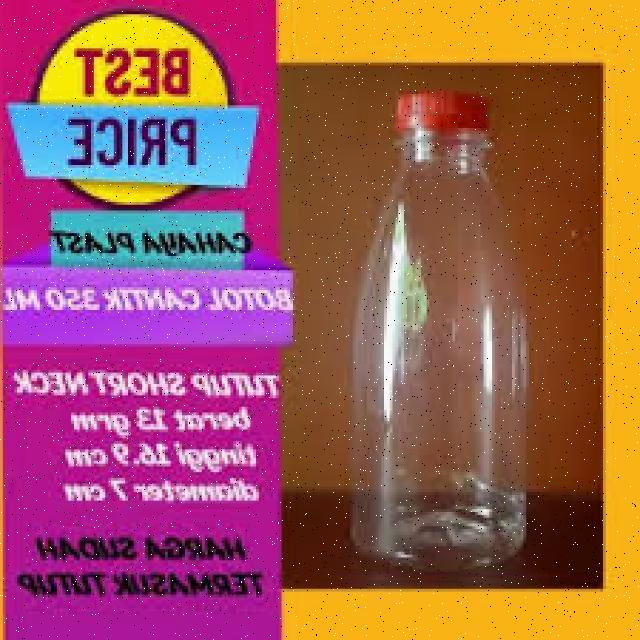 BEST
PRICE
CAHAYA PLAST
BOTOL CANTIK 350 ML
TUTUP SHORT NECK
berat 13 grm
tinggi 16.9 cm
diameter 7 cm
HARGA SUDAH
TERMASUK TUTUP